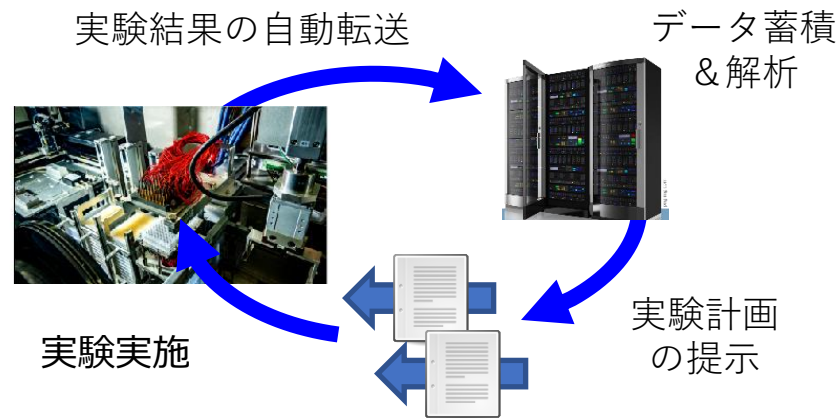 実験結果の自動転送
データ蓄積
＆解析
実験計画
の提示
実験実施